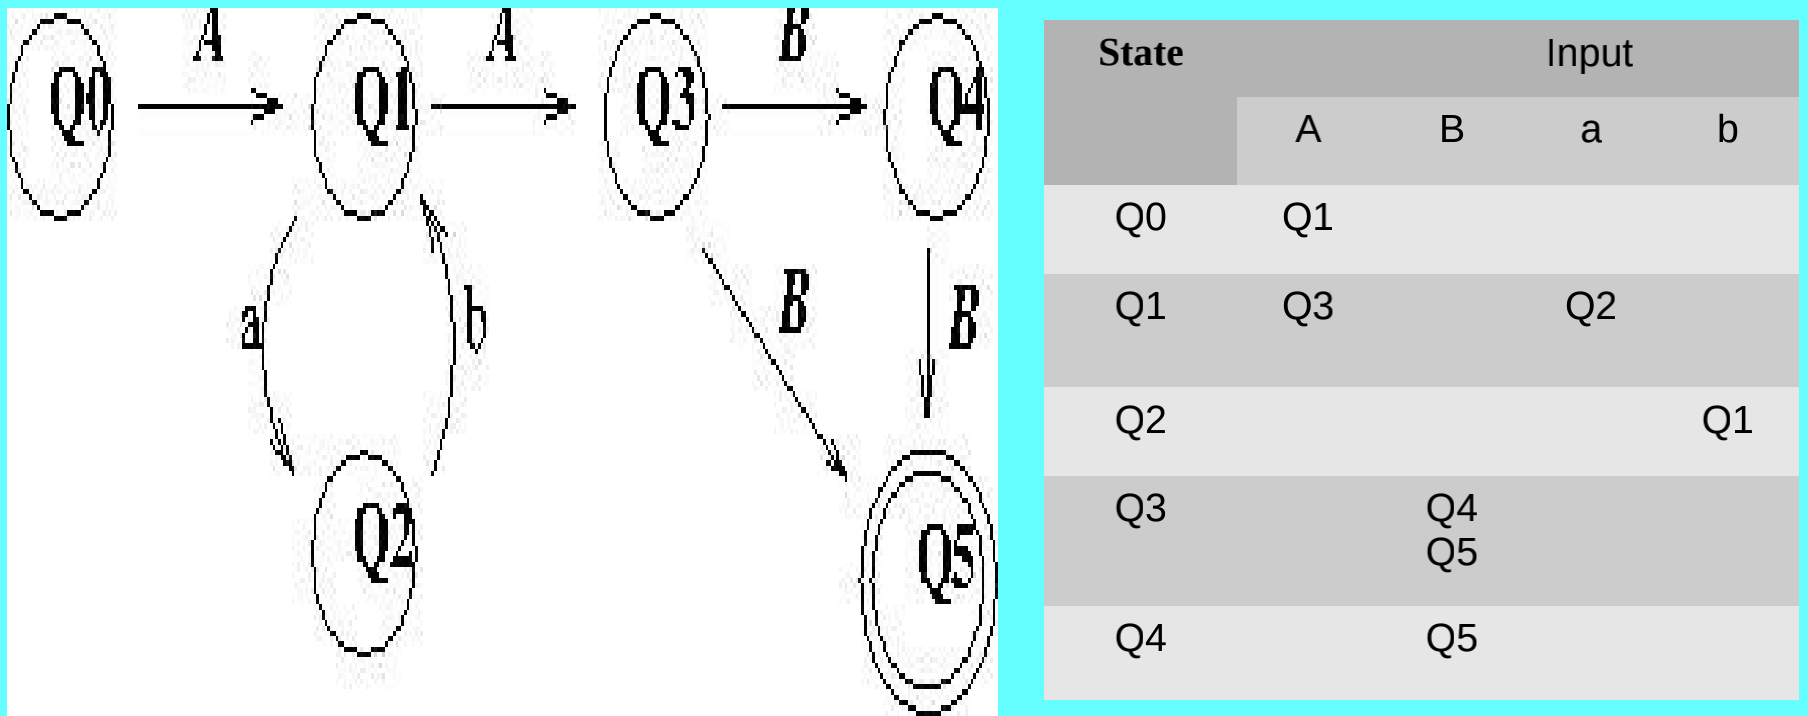 A A B
Q0 Q1 Q3 Q4
a b B B
Q2 Q5
State Input
A B a b
Q0 Q1
Q1 Q3 Q2
Q2 Q1
Q3 Q4
Q5
Q4 Q5